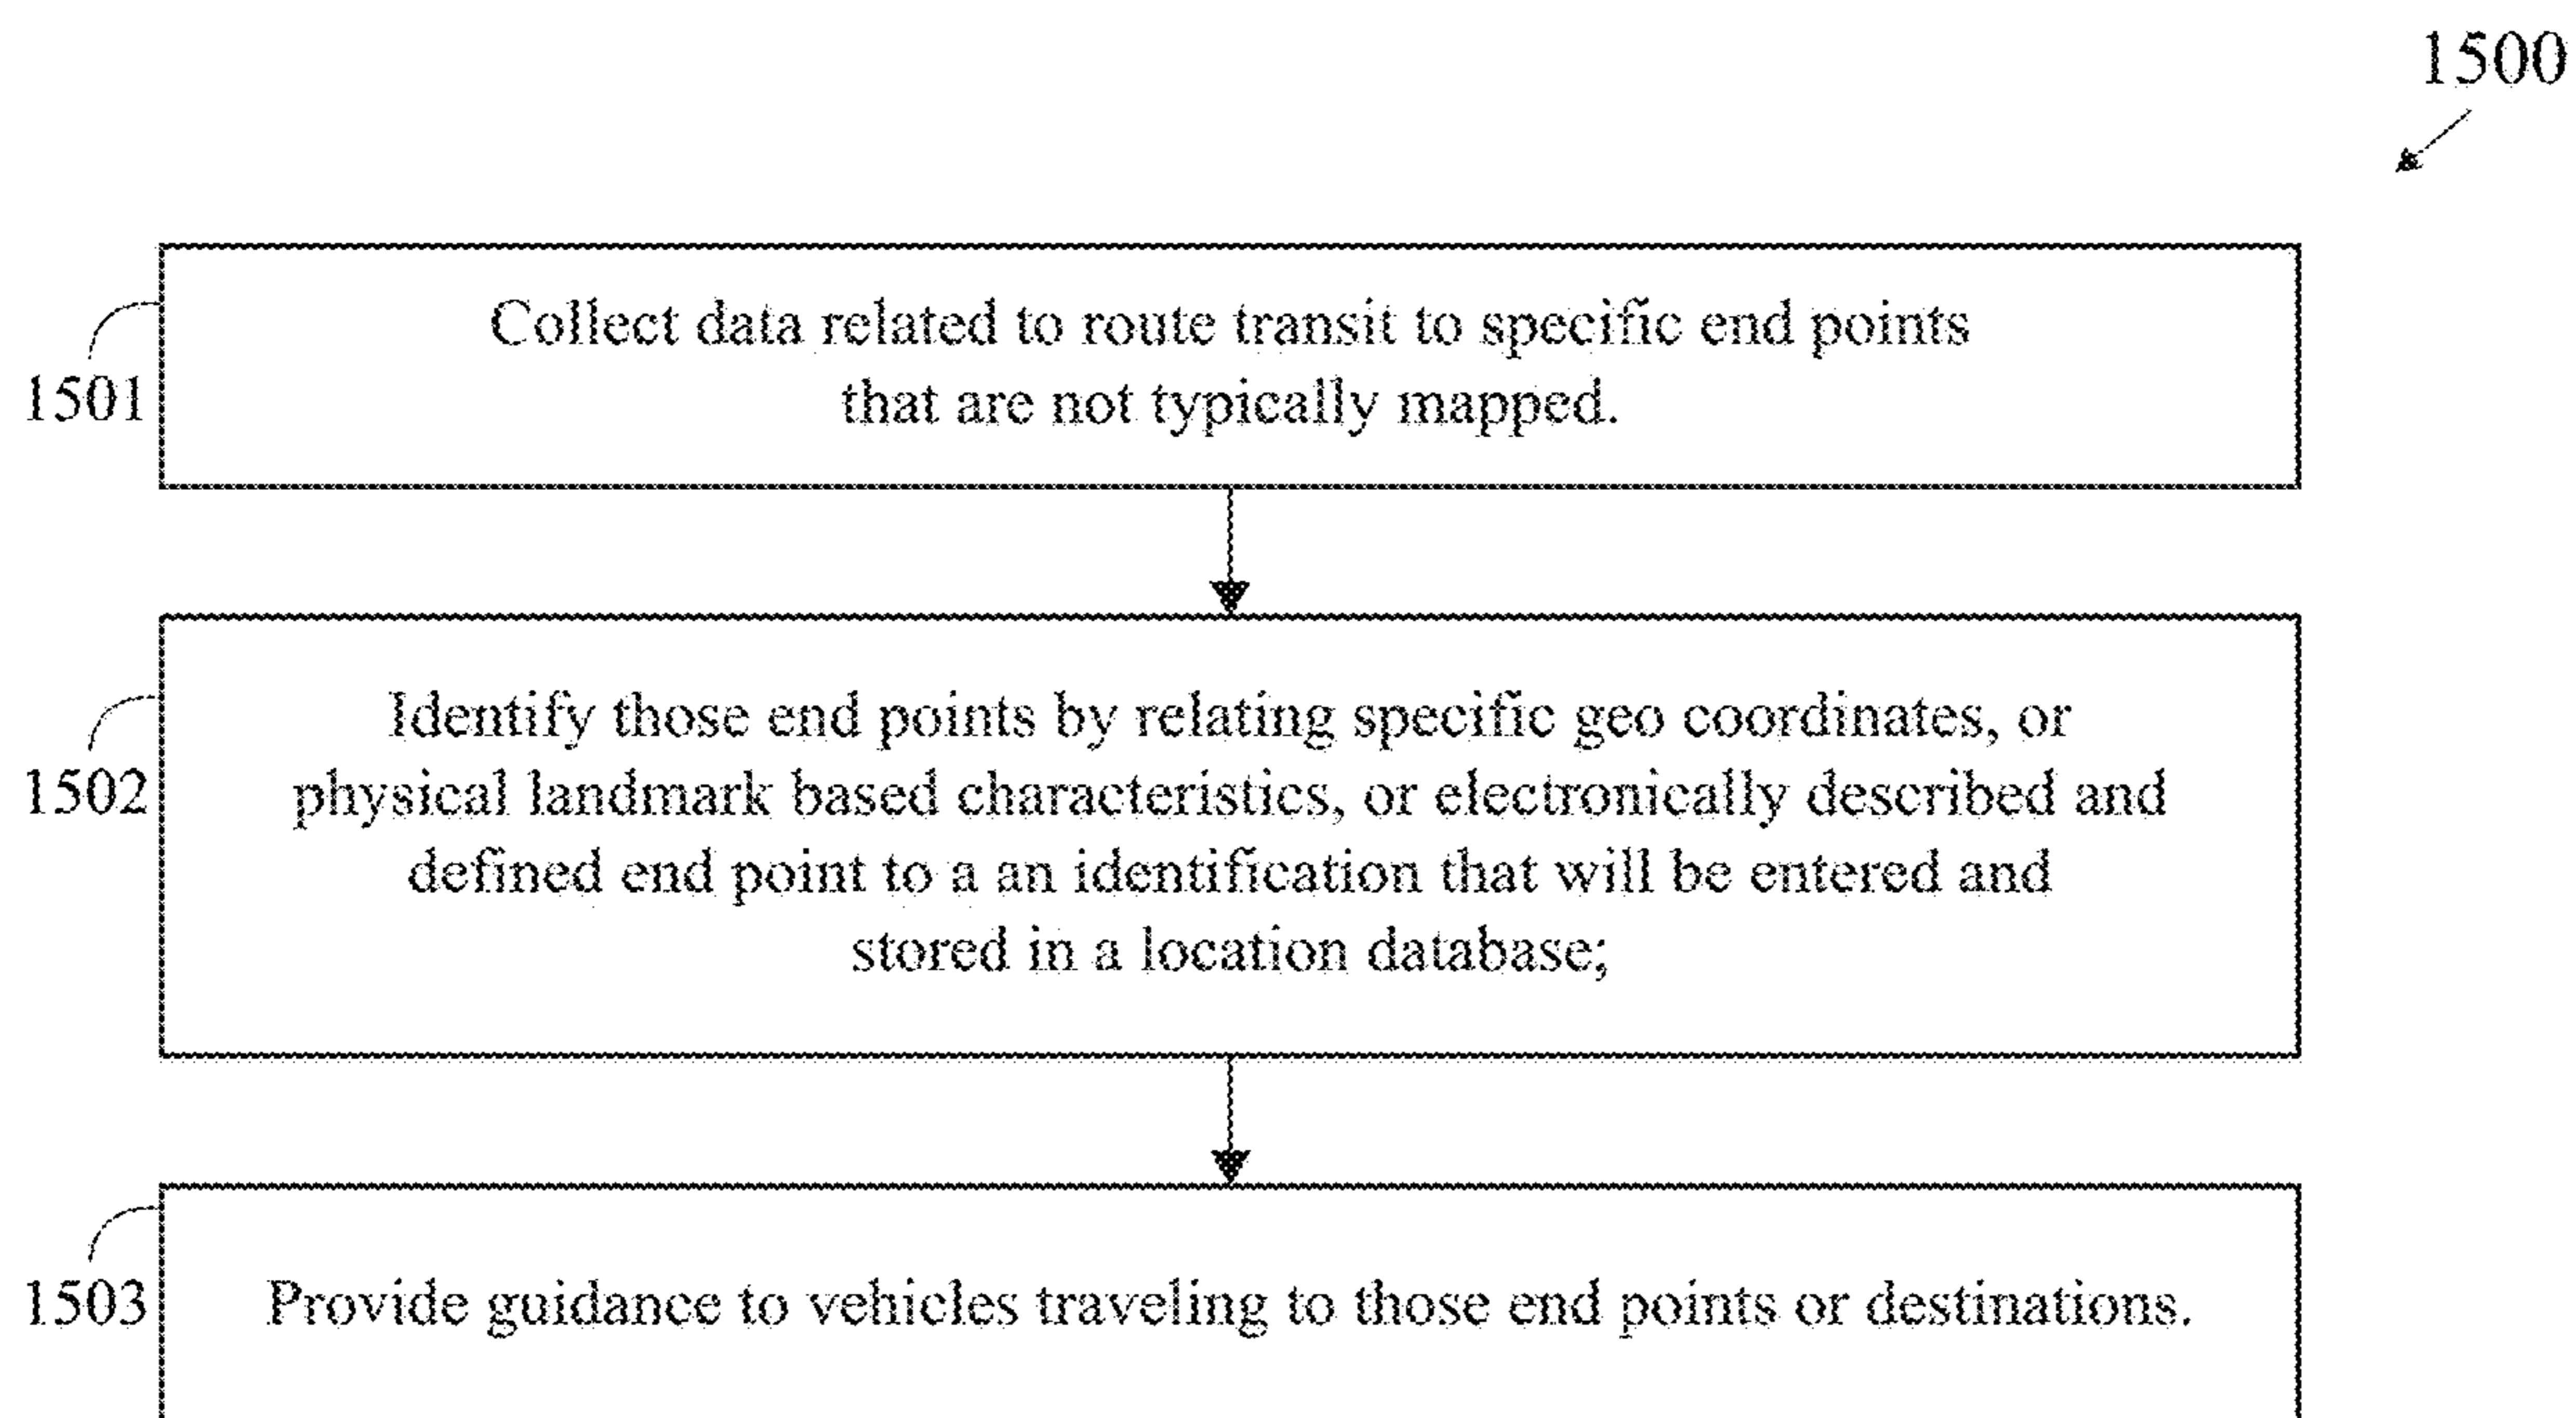 1500
Collect data related to route transit to specific end points
that are not typically mapped.
1501
Identify those end points by relating specific geo coordinates, or
physical landmark based characteristics, or electronically described and
defined end point to a an identification that will be entered and
stored in a location database;
1502
Provide guidance to vehicles traveling to those end points or destinations.
1503